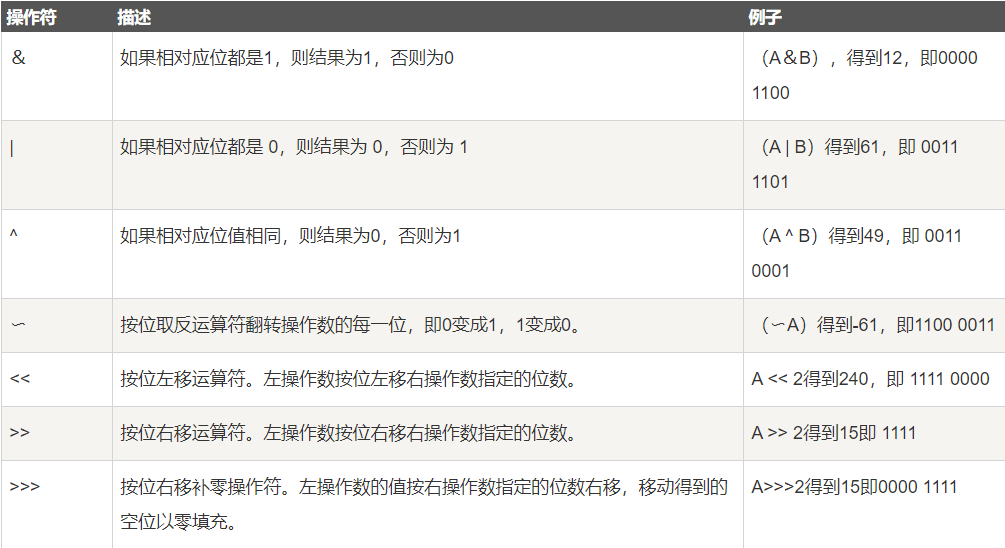 操作符 描述 例子
＆ 如果相对应位都是1，则结果为1，否则为0 （A＆B），得到12，即0000
1100
| 如果相对应位都是 0，则结果为 0，否则为 1 （A | B）得到61，即 0011
1101
^ 如果相对应位值相同，则结果为0，否则为1 （A ^ B）得到49，即 0011
0001
〜 按位取反运算符翻转操作数的每一位，即0变成1，1变成0。 （〜A）得到-61，即1100 0011
<< 按位左移运算符。左操作数按位左移右操作数指定的位数。 A << 2得到240，即 1111 0000
>> 按位右移运算符。左操作数按位右移右操作数指定的位数。 A >> 2得到15即 1111
>>> 按位右移补零操作符。左操作数的值按右操作数指定的位数右移，移动得到的 A>>>2得到15即0000 1111
空位以零填充。